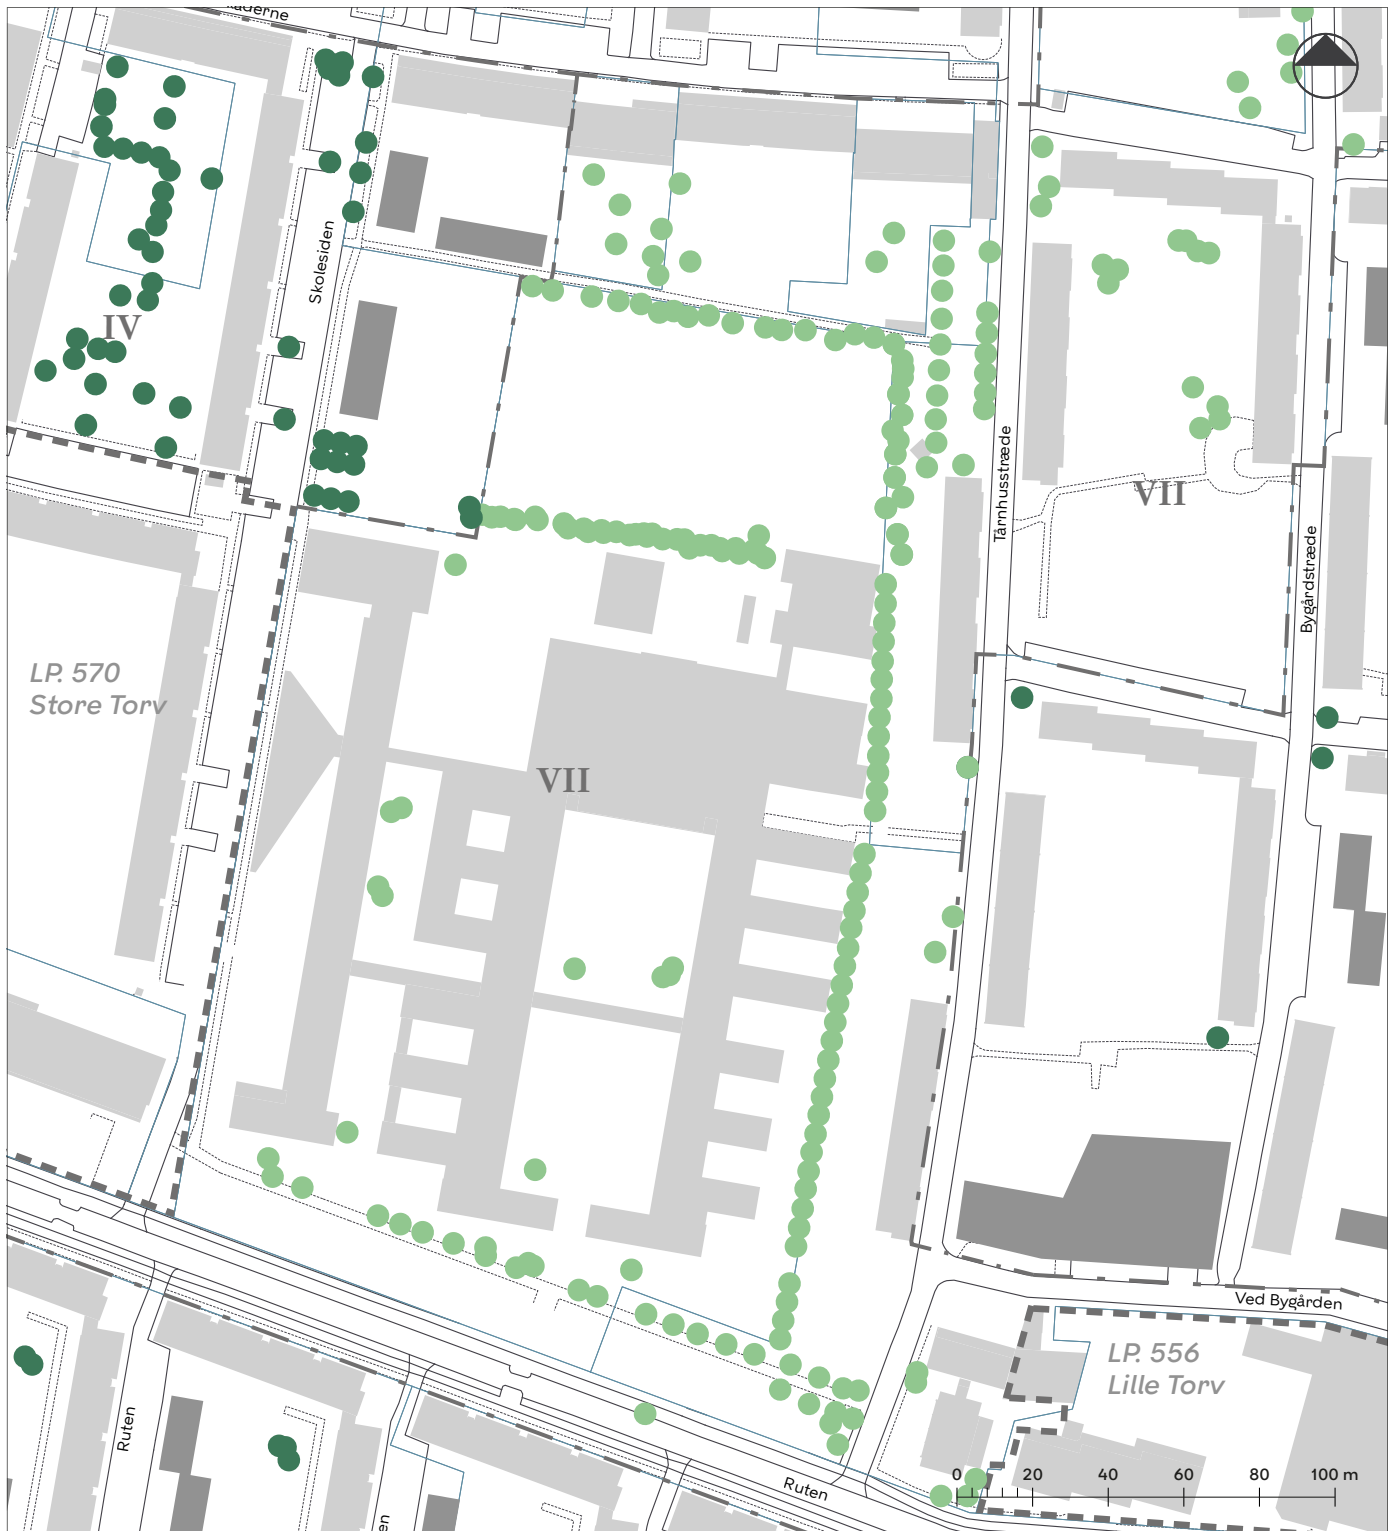 Skolesiden
IV
Tårnhusstræde
VII
Bygårdstræde
LP. 570
Store Torv
VII
Ved Bygården
LP. 556
Lille Torv
Ruten
Ruten
0 20 40 60 80 100 m